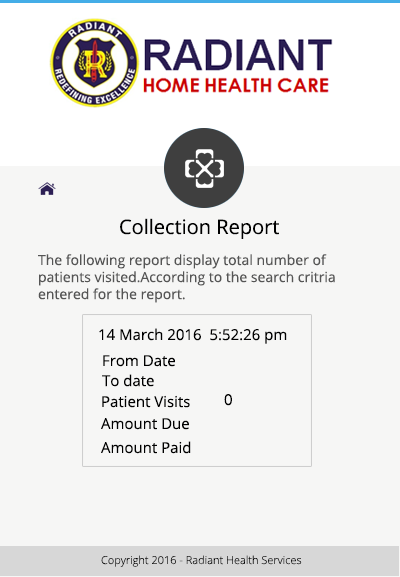 RADIANT
R
REDEFINING EXCELLENCE
RADIANT
HOME HEALTH CARE
Collection Report
The following report display total number of
patients visited.According to the search critria
entered for the report.
14 March 2016 5:52:26 pm
From Date
To date
Patient Visits 0
Amount Due
Amount Paid
Copyright 2016 - Radiant Health Services